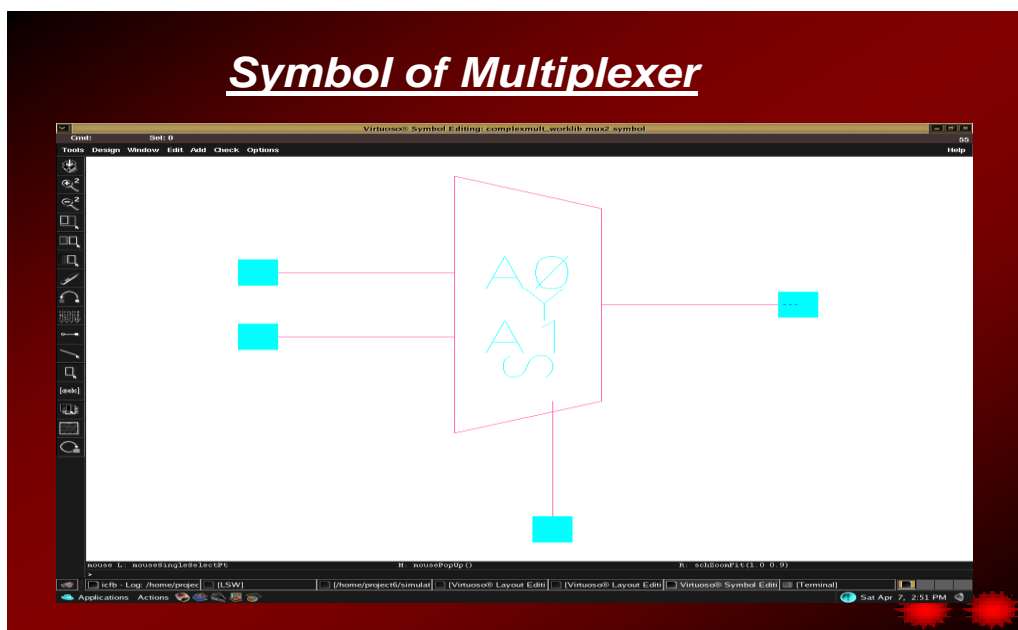 Symbol of Multiplexer
Virtuoso® Symbol Editing: complexmult_worklib mux2 symbol
Cmd: Sel: 0 55
Tools Design Window Edit Add Check Options Help
2
2
[@abc]
A0
Y
A1
S
mouse L: mouseSingleSelectPt M: mousePopUp() R: schZoomFit(1.0 0.9)
>
icfb - Log: /home/projec [LSW] [/home/project6/simulat [Virtuoso® Layout Editi [Virtuoso® Layout Editi Virtuoso® Symbol Editi [Terminal]
Applications Actions Sat Apr 7, 2:51 PM